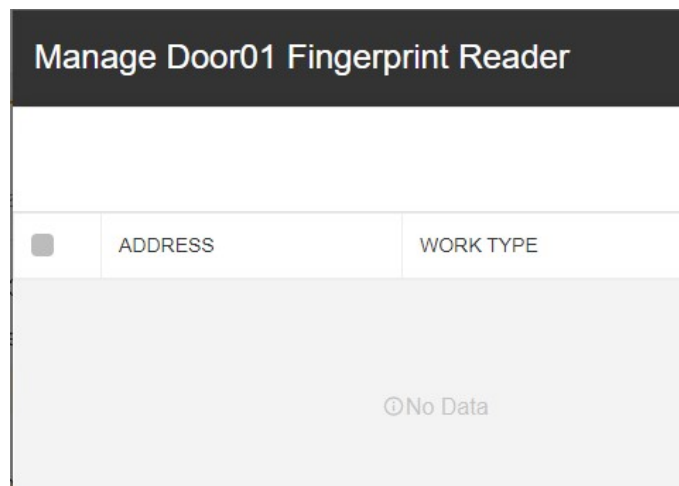 Manage Door01 Fingerprint Reader
ADDRESS WORK TYPE
No Data